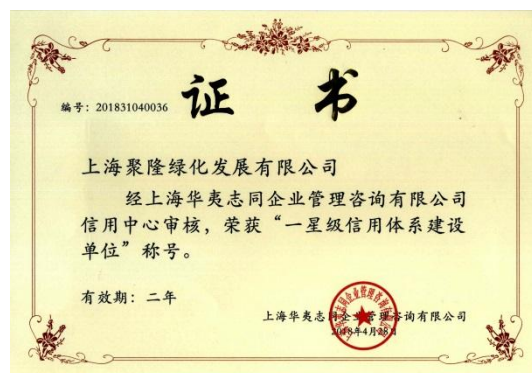 证 书
编号：201831040036
上海聚隆绿化发展有限公司
经上海华夷志同企业管理咨询有限公司
信用中心审核，荣获“一星级信用体系建设
单位”称号。
有效期：二年
上海华夷志同企业管理咨询有限公司
2018年4月28日